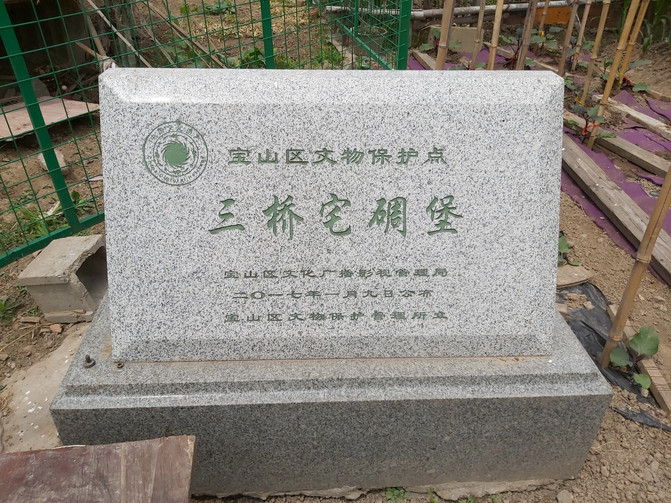 宝山区文物保护点
三桥宅碉堡
宝山区文化广播影视管理局
二〇一七年一月九日公布
宝山区文物保护管理所立